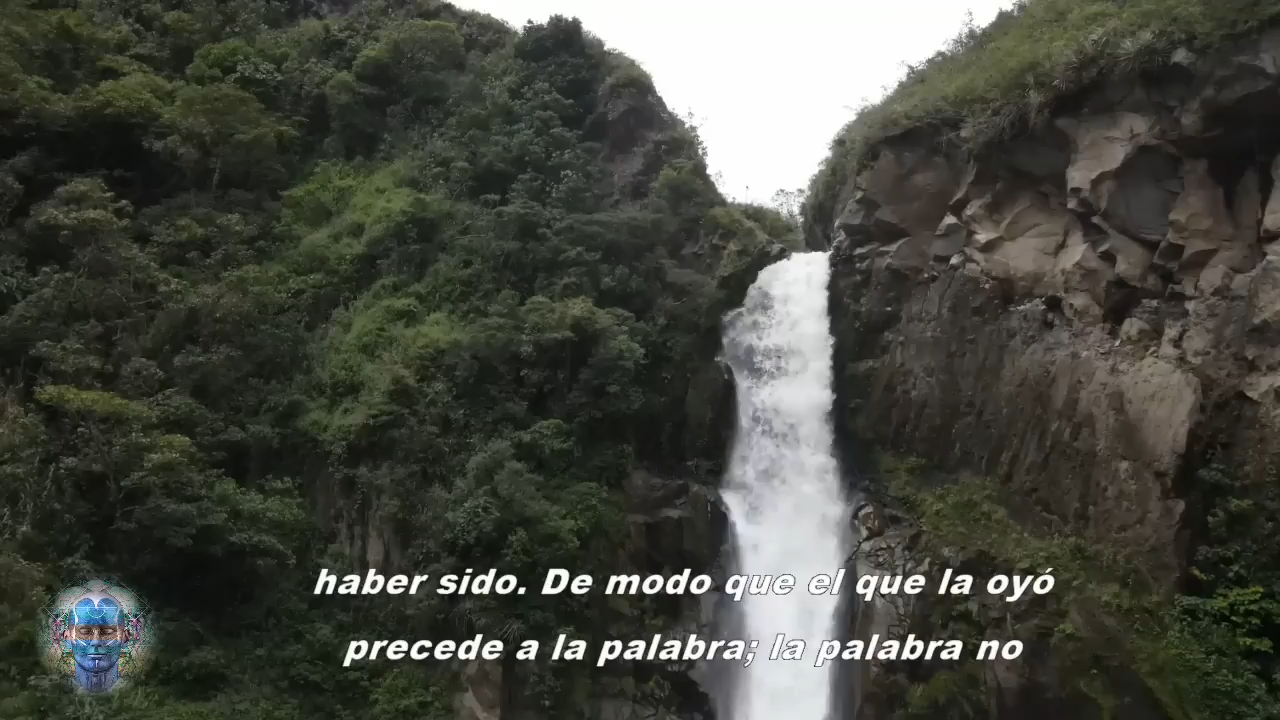 haber sido. De modo que el que la oyó
precede a la palabra; la palabra no